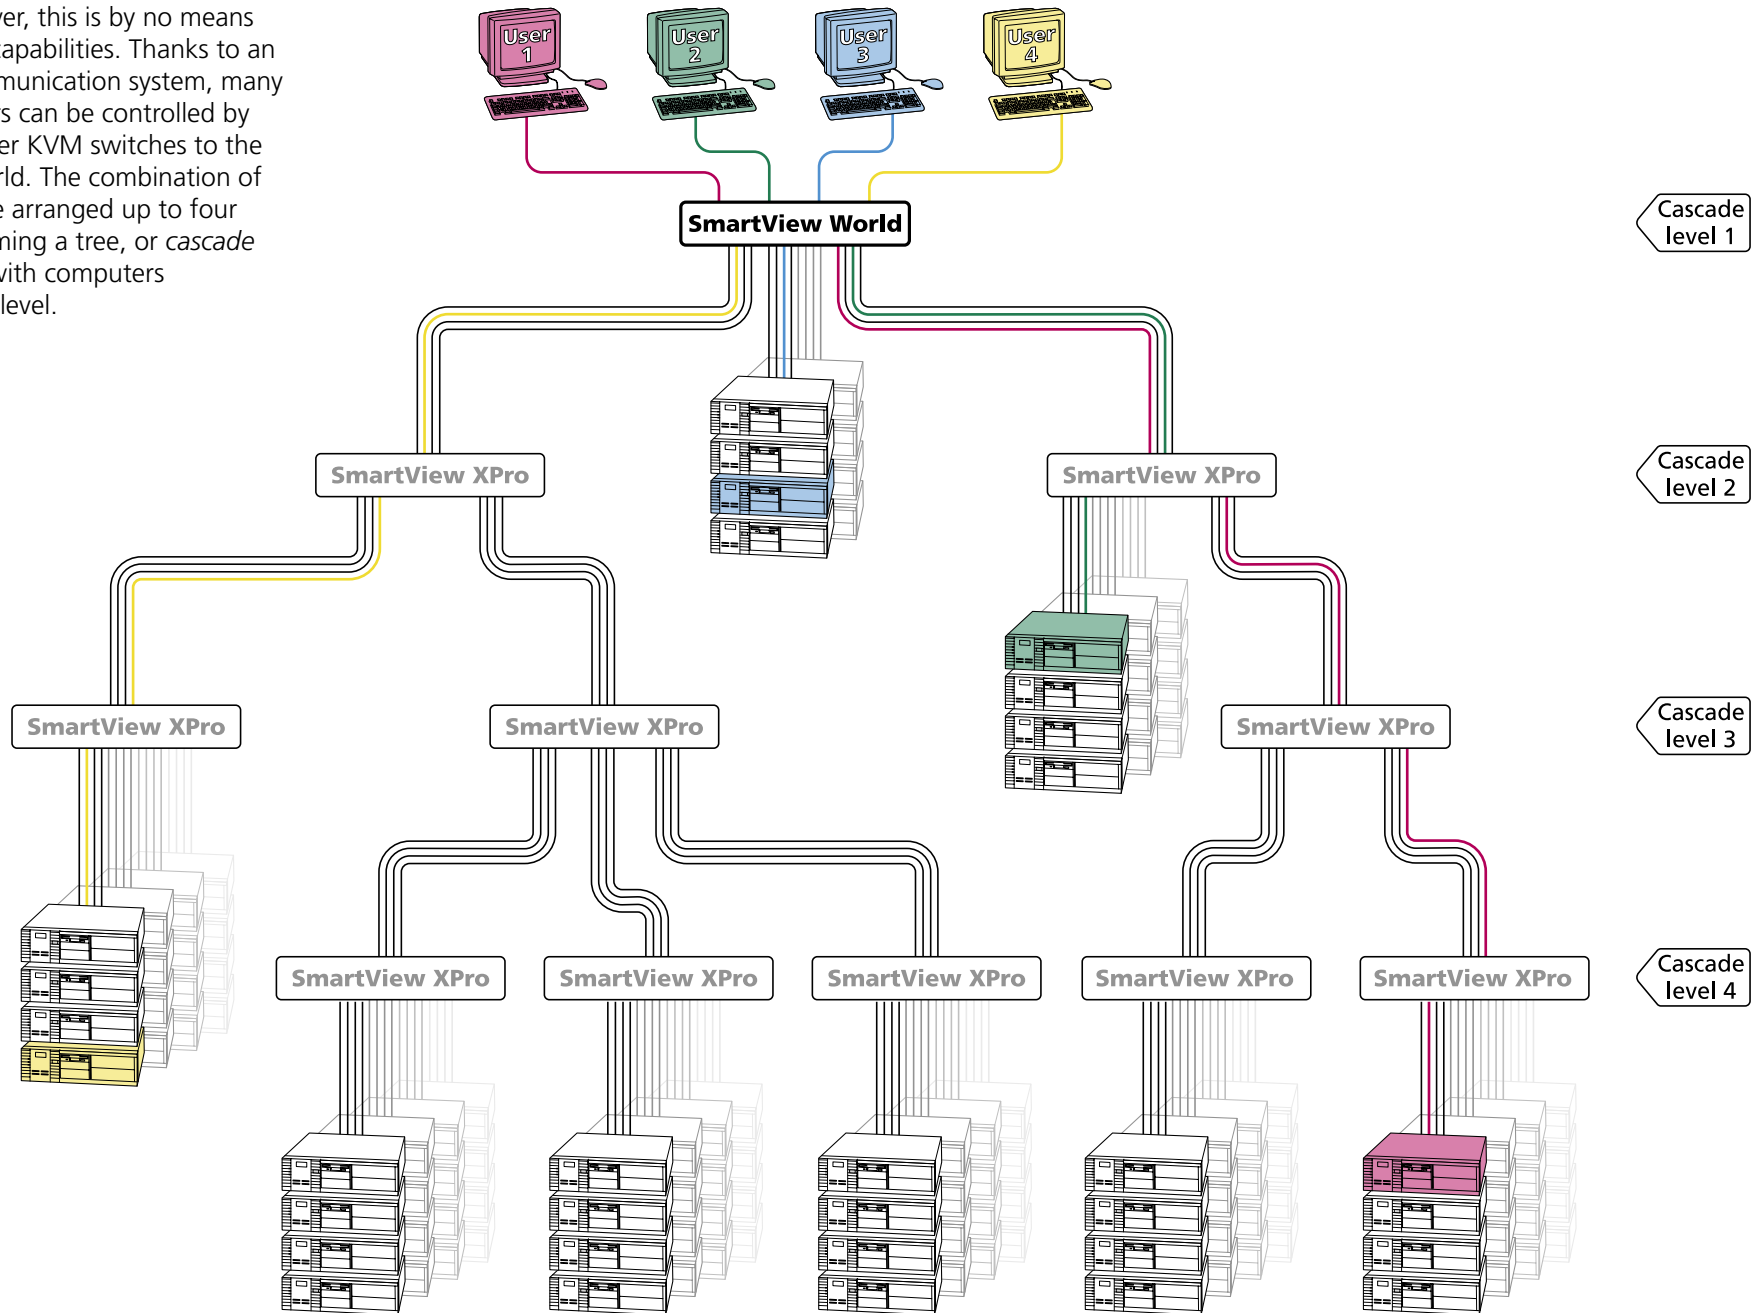 ver, this is by no means
capabilities. Thanks to an
mmunication system, many
rs can be controlled by
er KVM switches to the
rld. The combination of
e arranged up to four
ming a tree, or cascade
with computers
level.
User
1
User
2
User
3
User
4
SmartView World
Cascade
level 1
SmartView XPro
SmartView XPro
Cascade
level 2
SmartView XPro
SmartView XPro
SmartView XPro
Cascade
level 3
SmartView XPro
SmartView XPro
SmartView XPro
SmartView XPro
SmartView XPro
Cascade
level 4